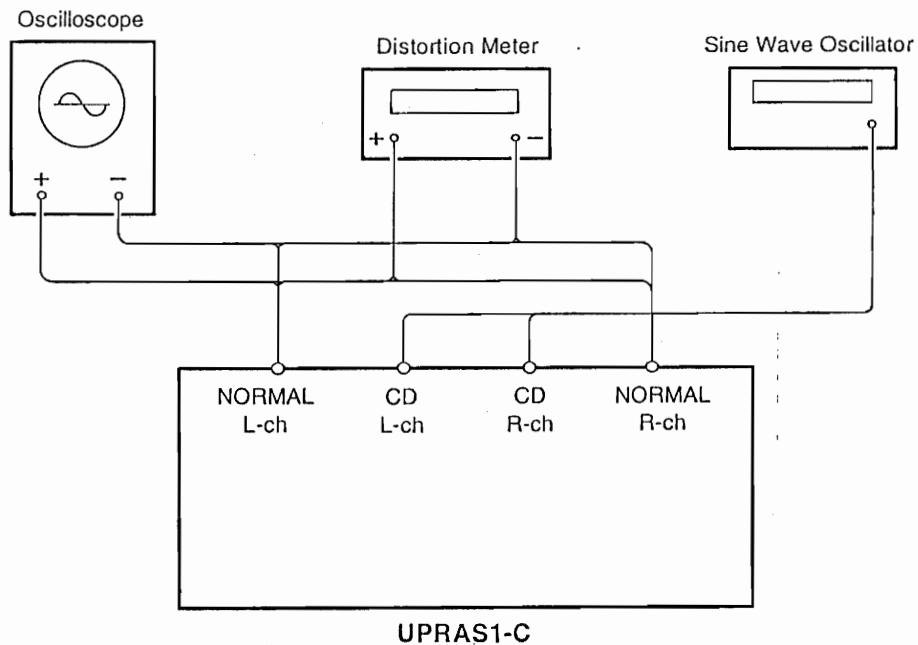 Oscilloscope
Distortion Meter
Sine Wave Oscillator
+ −
+ −
NORMAL
L-ch
CD
L-ch
CD
R-ch
NORMAL
R-ch
UPRAS1-C